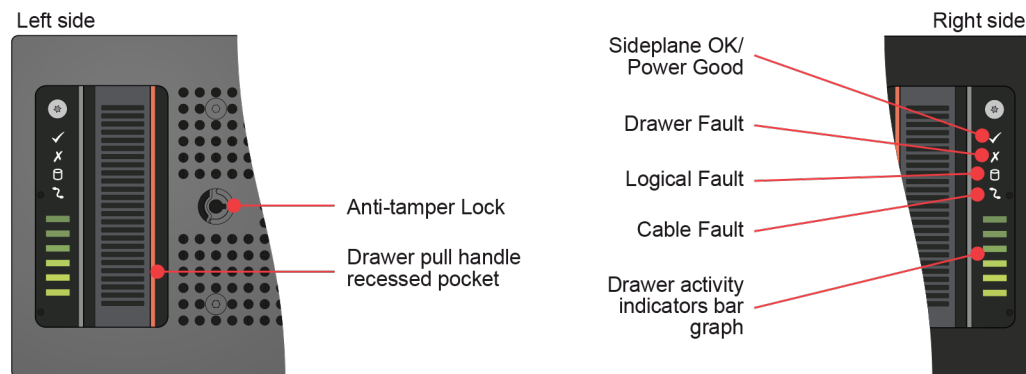 Left side
Right side
Sideplane OK/
Power Good
Drawer Fault
Logical Fault
Cable Fault
Anti-tamper Lock
Drawer pull handle
recessed pocket
Drawer activity
indicators bar
graph